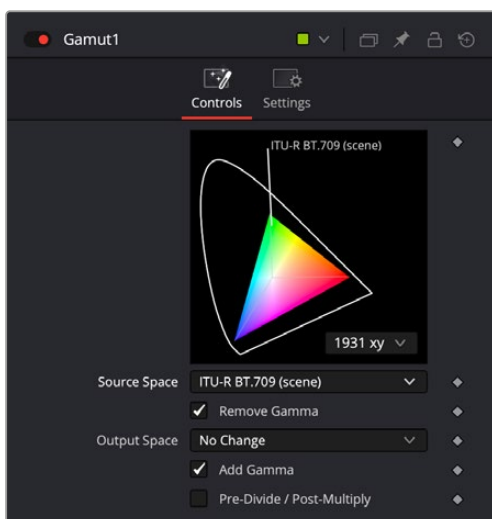 Gamut1
Controls Settings
ITU-R BT.709 (scene)
1931 xy
Source Space ITU-R BT.709 (scene)
Remove Gamma
Output Space No Change
Add Gamma
Pre-Divide / Post-Multiply